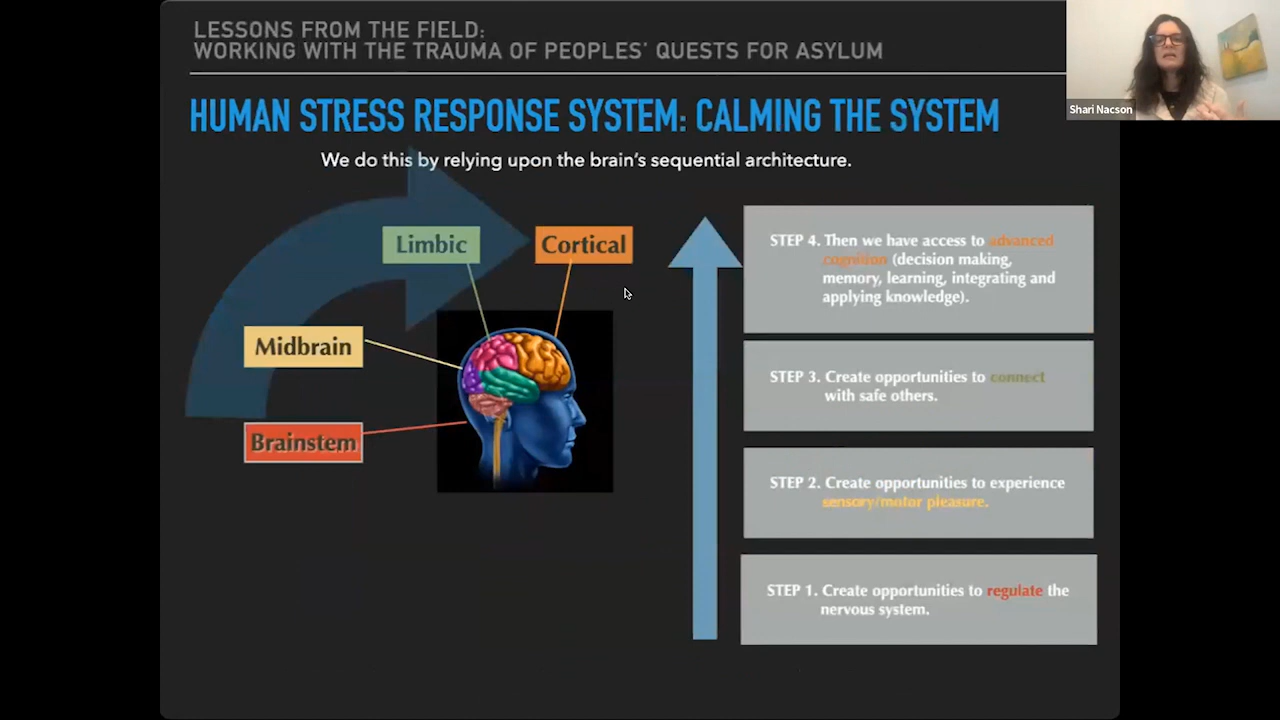 LESSONS FROM THE FIELD:
WORKING WITH THE TRAUMA OF PEOPLES' QUESTS FOR ASYLUM
Shari Nacson
HUMAN STRESS RESPONSE SYSTEM: CALMING THE SYSTEM
We do this by relying upon the brain's sequential architecture.
Limbic
Cortical
Midbrain
Brainstem
STEP 4. Then we have access to advanced
cognition (decision making,
memory, learning, integrating and
applying knowledge).
STEP 3. Create opportunities to connect
with safe others.
STEP 2. Create opportunities to experience
sensory/motor pleasure.
STEP 1. Create opportunities to regulate the
nervous system.